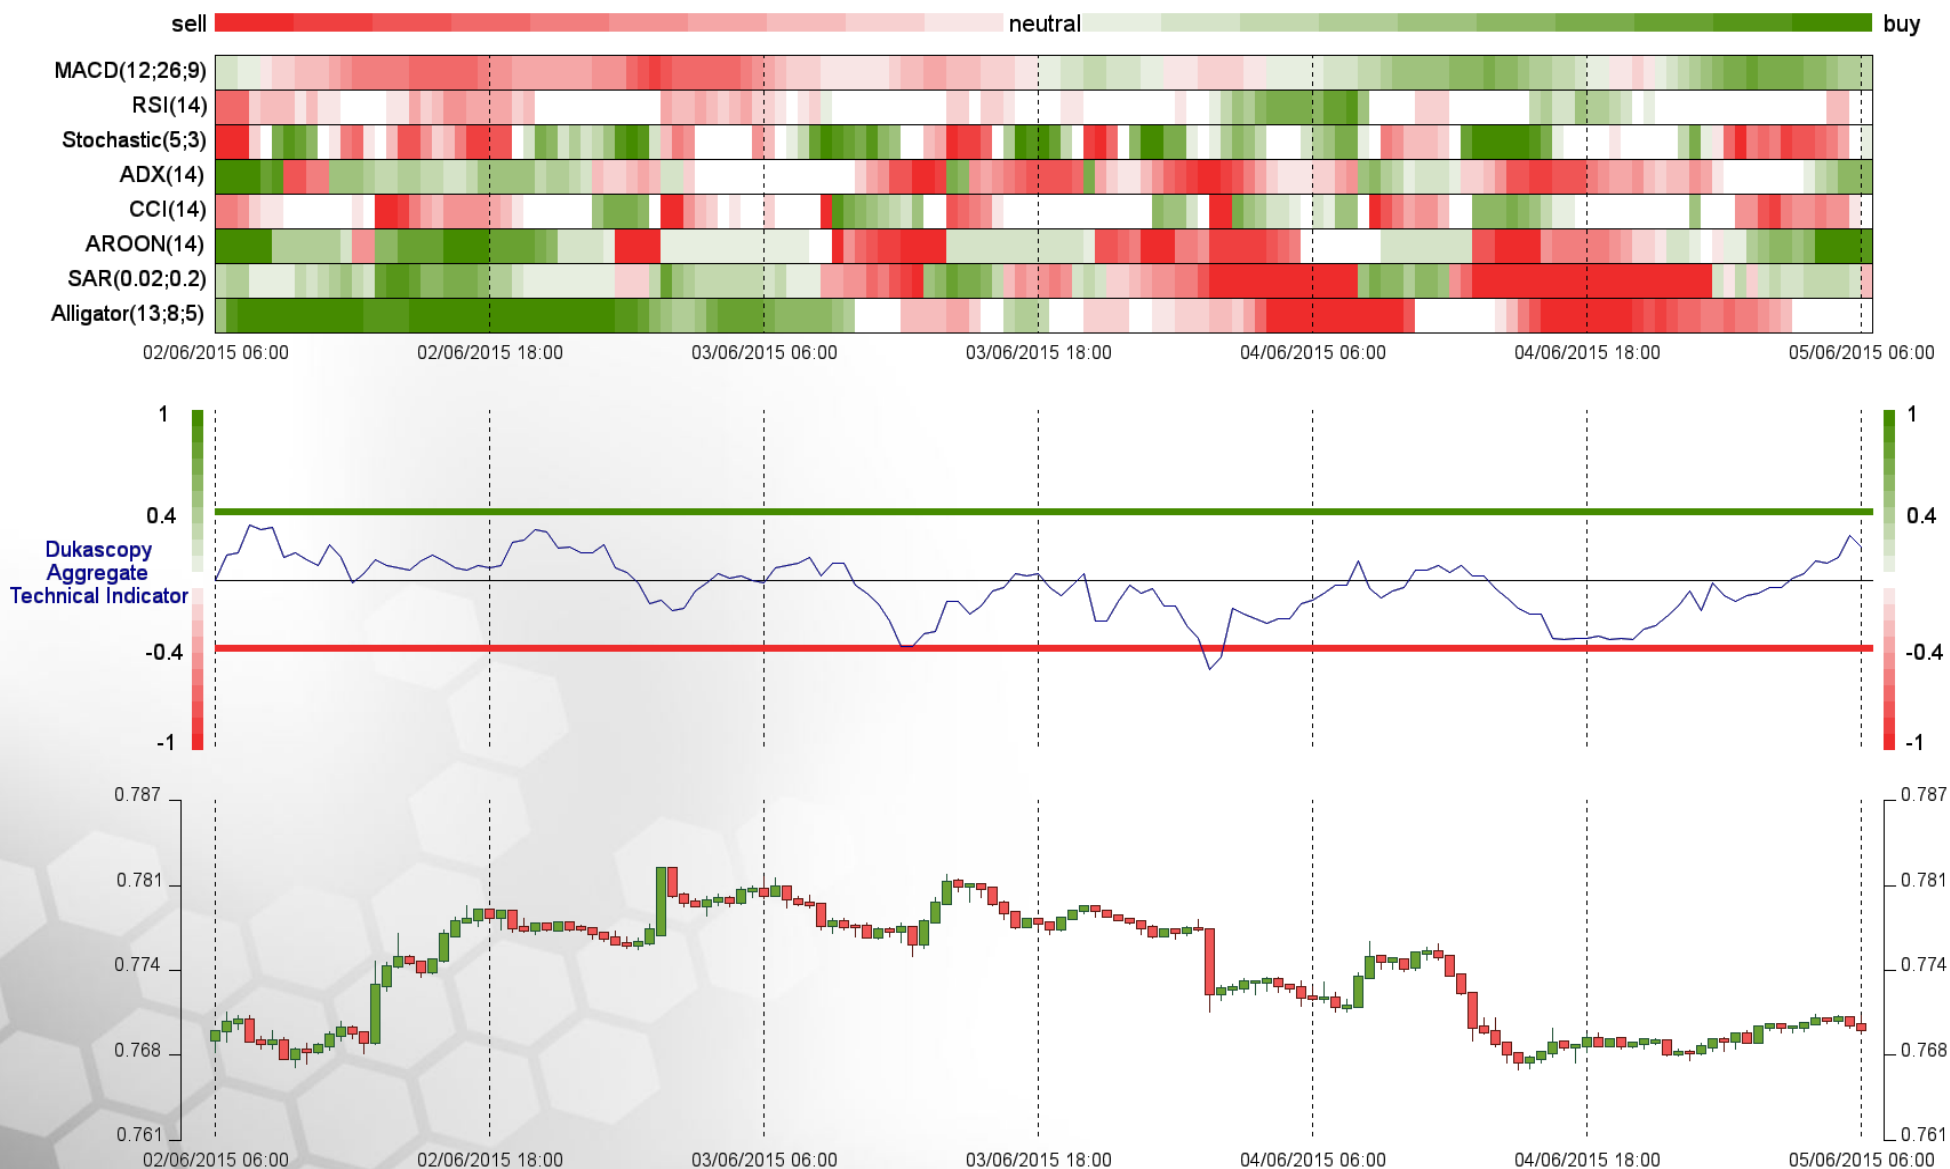 sell neutral buy
MACD(12;26;9)
RSI(14)
Stochastic(5;3)
ADX(14)
CCI(14)
AROON(14)
SAR(0.02;0.2)
Alligator(13;8;5)
02/06/2015 06:00 02/06/2015 18:00 03/06/2015 06:00 03/06/2015 18:00 04/06/2015 06:00 04/06/2015 18:00 05/06/2015 06:00
1 1
0.4 0.4
Dukascopy
Aggregate
Technical Indicator
-0.4 -0.4
-1 -1
0.787 0.787
0.781 0.781
0.774 0.774
0.768 0.768
0.761 0.761
02/06/2015 06:00 02/06/2015 18:00 03/06/2015 06:00 03/06/2015 18:00 04/06/2015 06:00 04/06/2015 18:00 05/06/2015 06:00